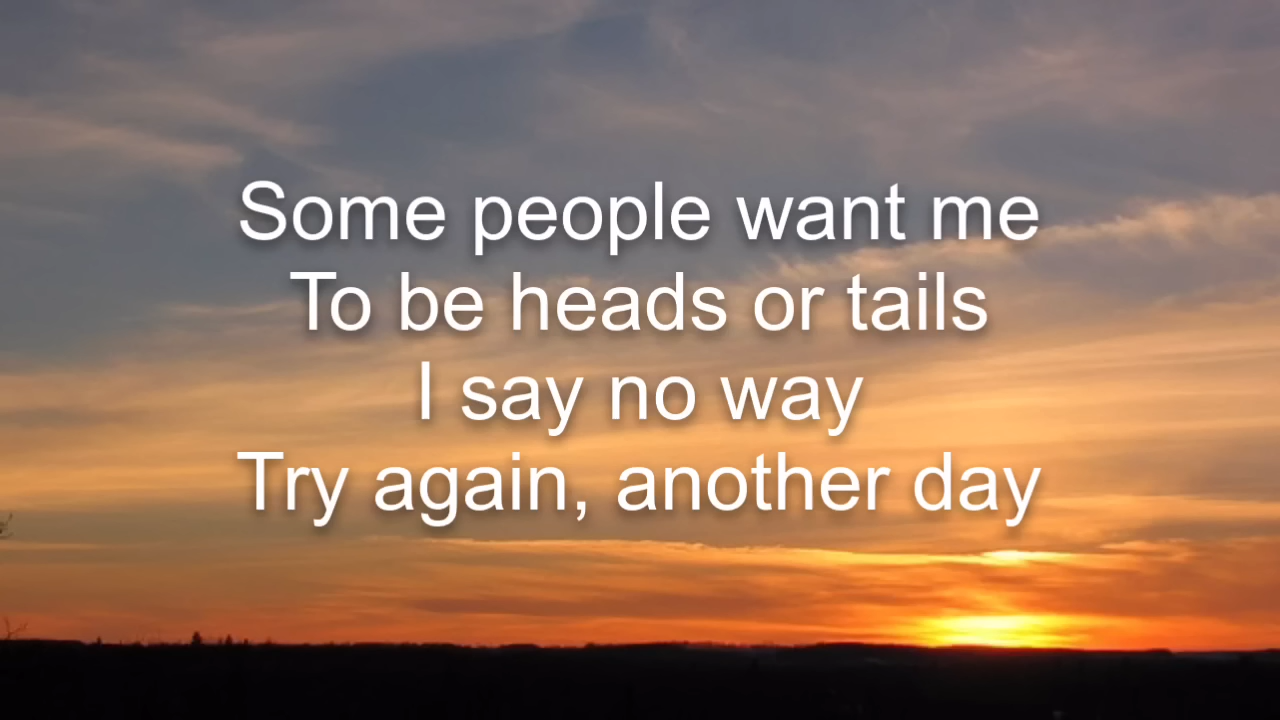 Some people want me
To be heads or tails
I say no way
Try again, another day